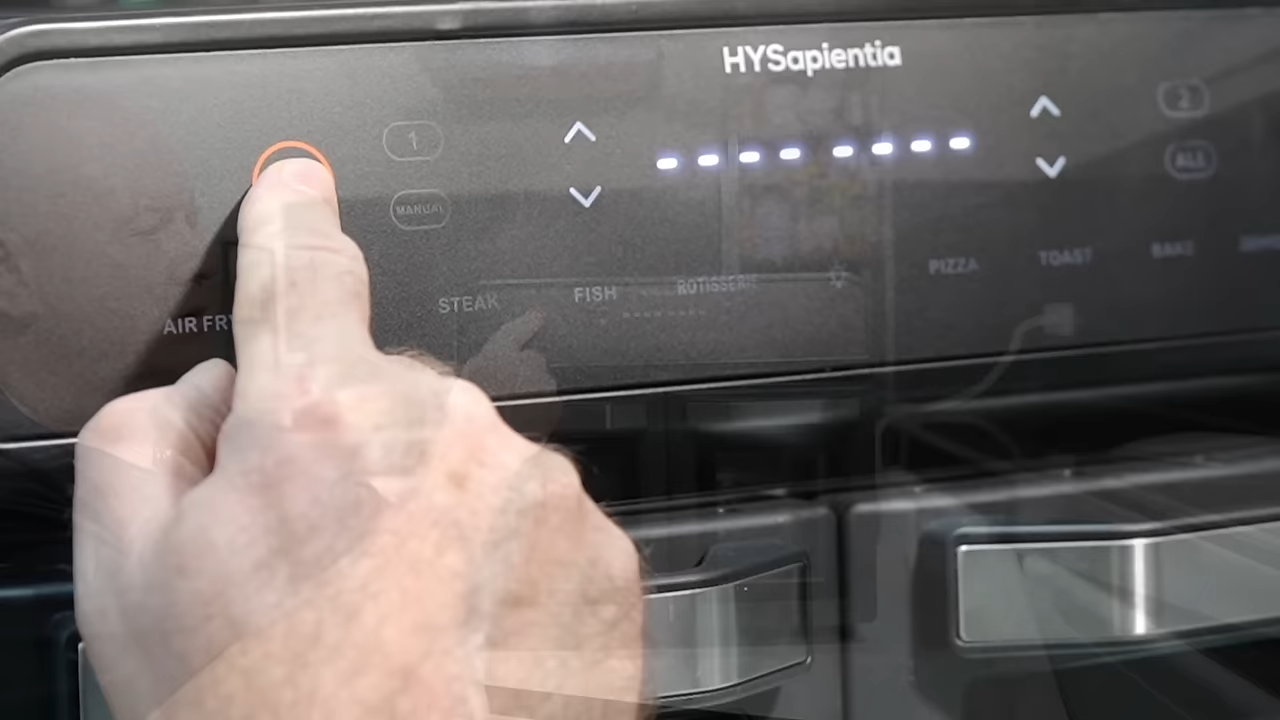 HYSapientia
1
2
MANUAL
ALL
AIR FRY
STEAK
FISH
ROTISSERIE
PIZZA
TOAST
BAKE